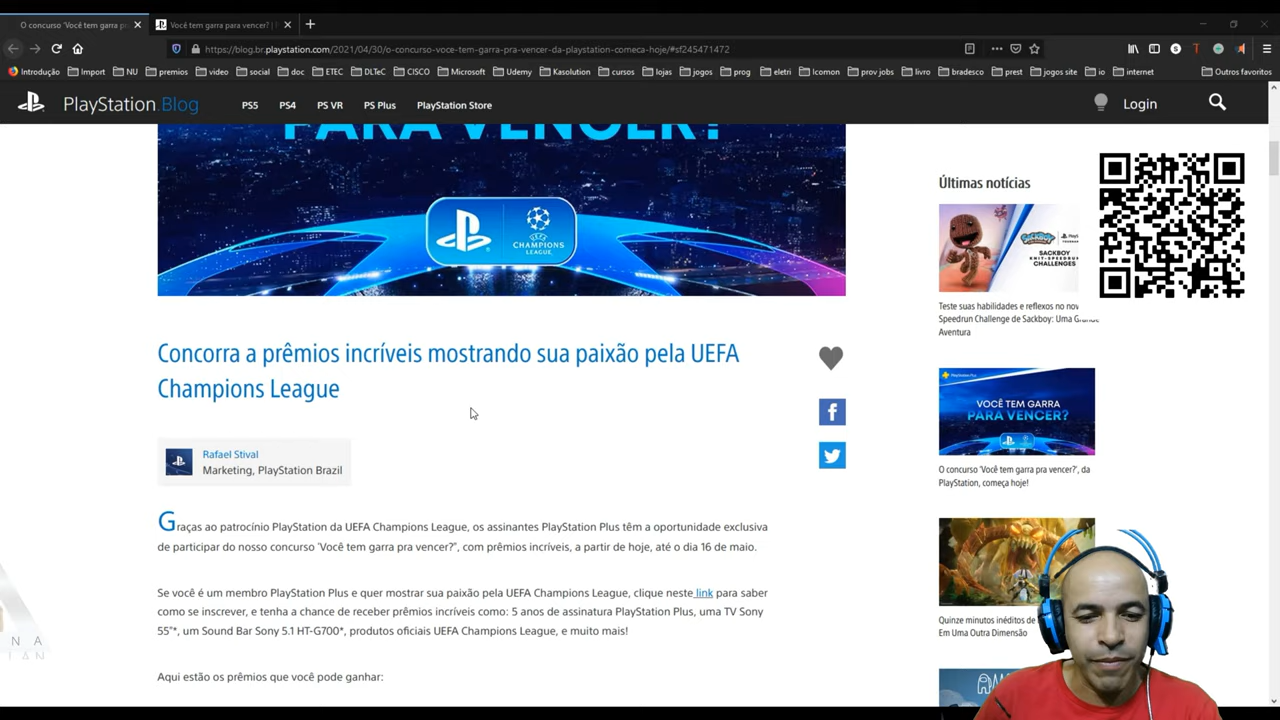 O concurso 'Você tem garra pr
Você tem garra para vencer? |
https://blog.br.playstation.com/2021/04/30/o-concurso-voce-tem-garra-pra-vencer-da-playstation-comeca-hoje/#sf245471472
Introdução Import NU premios video social doc ETEC DLTeC CISCO Microsoft Udemy Kasolution cursos lojas jogos prog eletri Icomon prov jobs livro bradesco prest jogos site io internet Outros favoritos
PlayStation.Blog PS5 PS4 PS VR PS Plus PlayStation Store Login
PARA VENCER?
CHAMPIONS
LEAGUE
Concorra a prêmios incríveis mostrando sua paixão pela UEFA
Champions League
Rafael Stival
Marketing, PlayStation Brazil
Graças ao patrocínio PlayStation da UEFA Champions League, os assinantes PlayStation Plus têm a oportunidade exclusiva
de participar do nosso concurso 'Você tem garra pra vencer?", com prêmios incríveis, a partir de hoje, até o dia 16 de maio.
Se você é um membro PlayStation Plus e quer mostrar sua paixão pela UEFA Champions League, clique neste link para saber
como se inscrever, e tenha a chance de receber prêmios incríveis como: 5 anos de assinatura PlayStation Plus, uma TV Sony
55"*, um Sound Bar Sony 5.1 HT-G700*, produtos oficiais UEFA Champions League, e muito mais!
Aqui estão os prêmios que você pode ganhar:
Últimas notícias
SACKBOY
KNIT-SPEEDRUN
CHALLENGES
Teste suas habilidades e reflexos no no
Speedrun Challenge de Sackboy: Uma Grande
Aventura
PlayStation Plus
VOCÊ TEM GARRA
PARA VENCER?
O concurso 'Você tem garra pra vencer?', da
PlayStation, começa hoje!
Quinze minutos inéditos de
Em Uma Outra Dimensão
N A